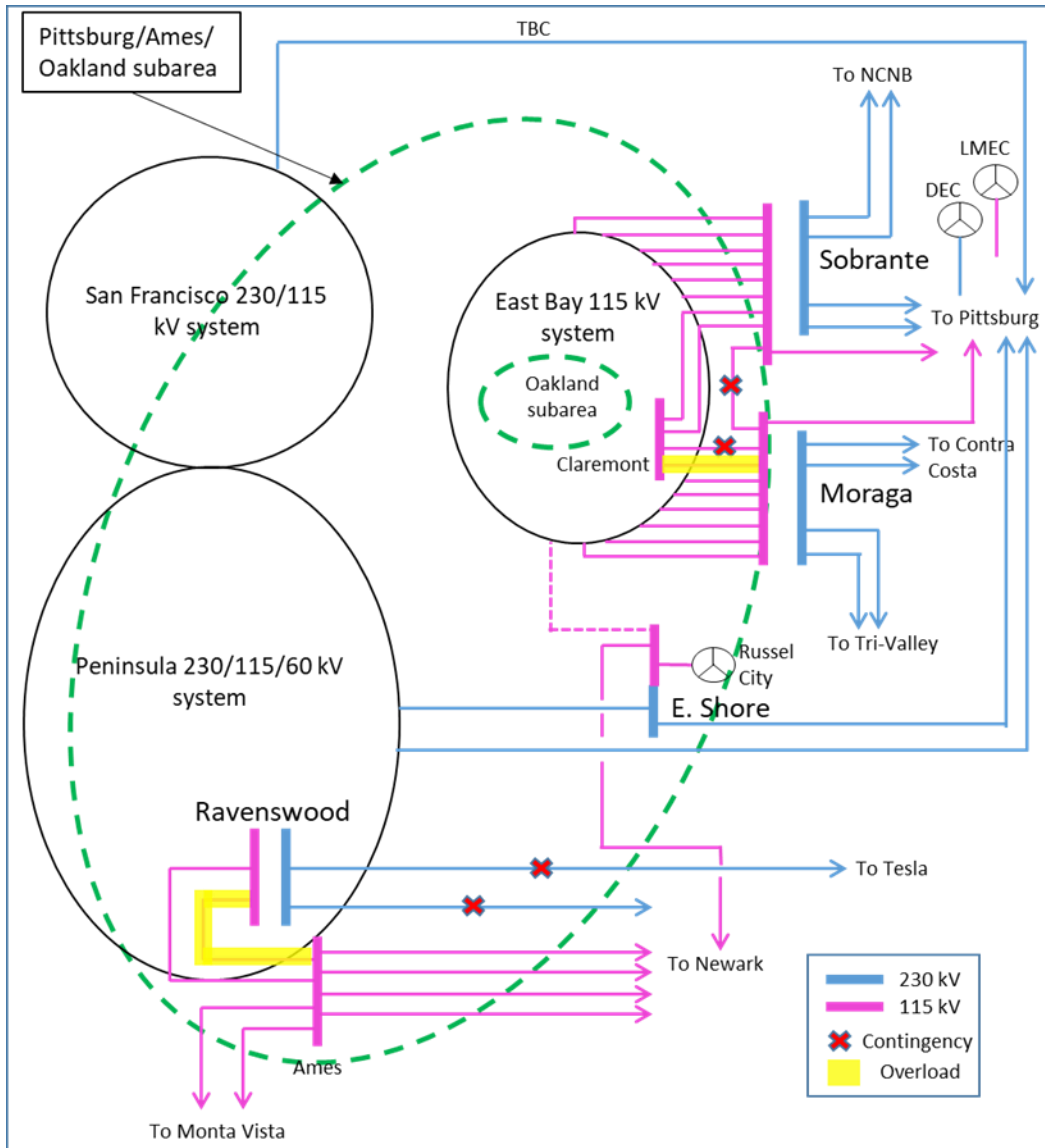 Pittsburg/Ames/
Oakland subarea
TBC
To NCNB
LMEC
DEC
Sobrante
San Francisco 230/115
kV system
East Bay 115 kV
system
To Pittsburg
Oakland
subarea
Claremont
To Contra
Costa
Moraga
To Tri-Valley
Peninsula 230/115/60 kV
system
Russel
City
E. Shore
Ravenswood
To Tesla
To Newark
Ames
To Monta Vista
230 kV
115 kV
Contingency
Overload